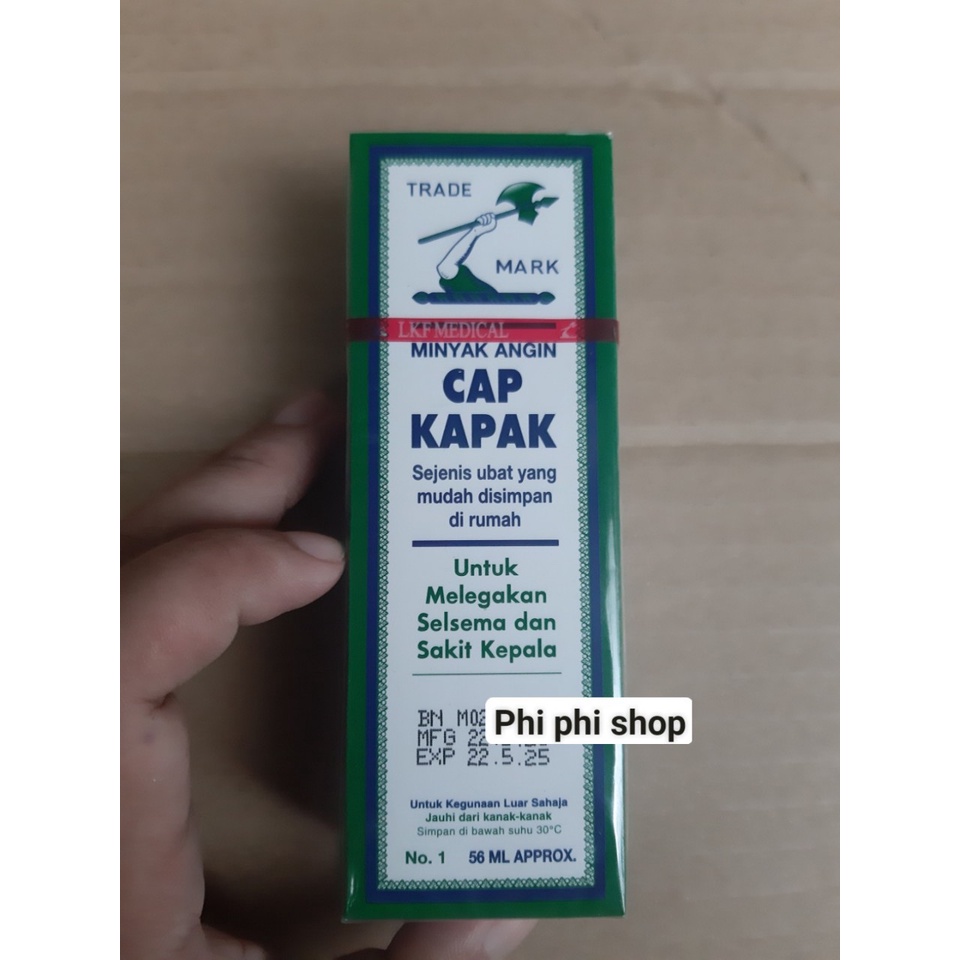 TRADE
MARK
LKF MEDICAL
MINYAK ANGIN
CAP
KAPAK
Sejenis ubat yang
mudah disimpan
di rumah
Untuk
Melegakan
Selsema dan
Sakit Kepala
BN
Phi phi shop
MFG
EXP 22.5.25
Untuk Kegunaan Luar Sahaja
Jauhi dari kanak-kanak
Simpan di bawah suhu 30°C
No. 1 56 ML APPROX.